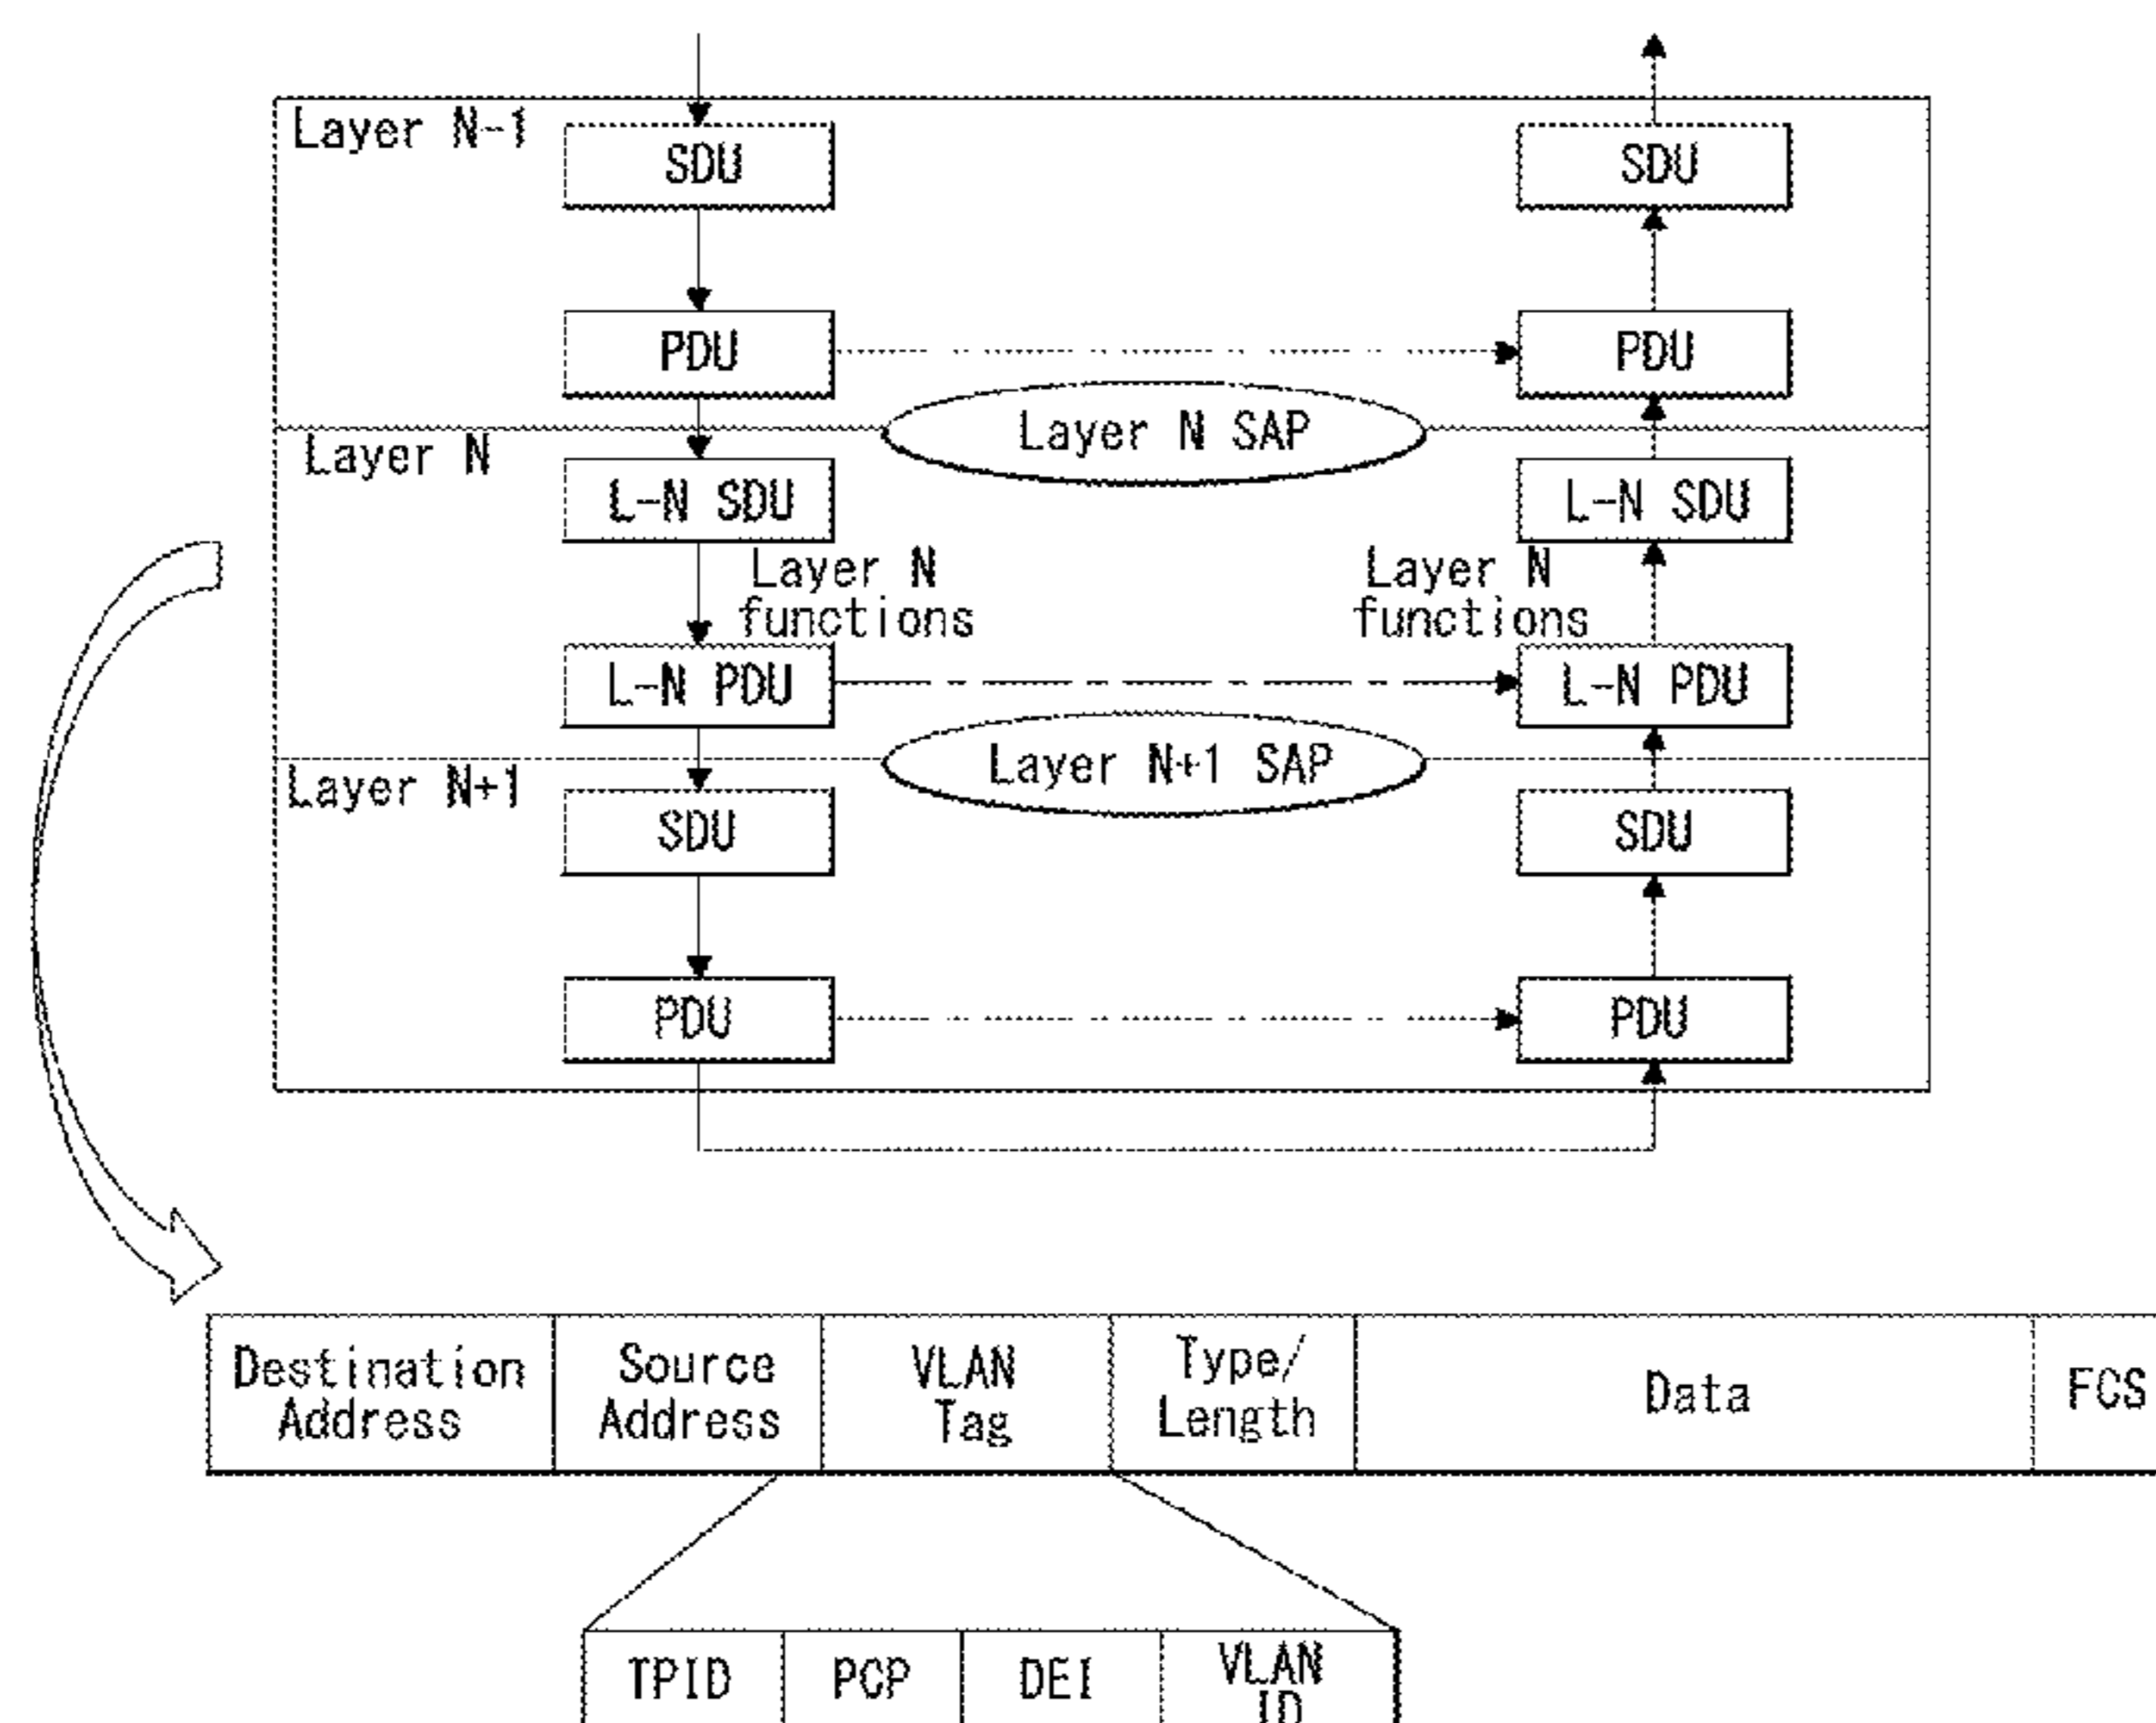 Layer N-1
SDU
SDU
PDU
PDU
Layer N SAP
Layer N
L-N SDU
L-N SDU
Layer N
functions
Layer N
functions
L-N PDU
L-N PDU
Layer N+1 SAP
Layer N+1
SDU
SDU
PDU
PDU
Destination
Address
Source
Address
VLAN
Tag
Type/
Length
Data
FCS
TPID
PCP
DEI
VLAN
ID